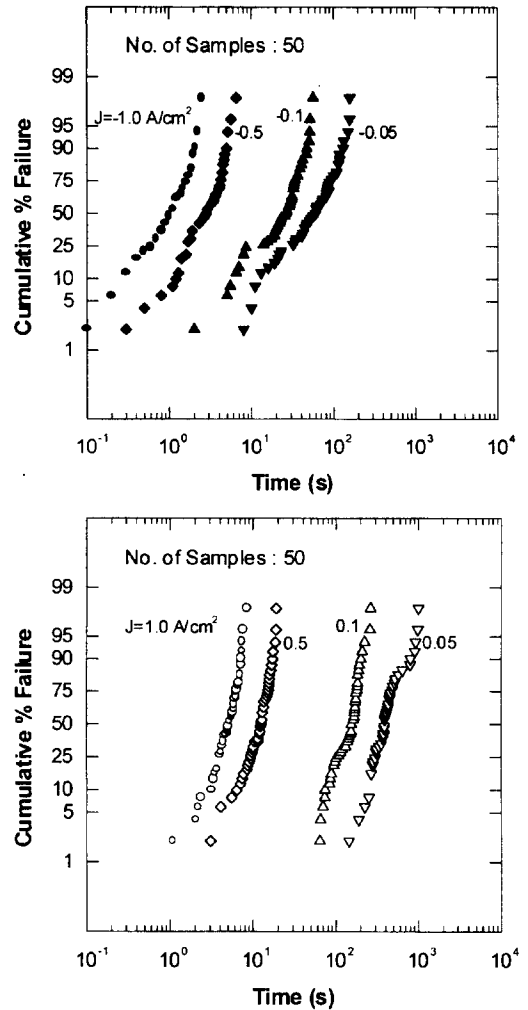 No. of Samples : 50
99
J=-1.0 A/cm²
-0.5
-0.1
-0.05
95
90
75
50
25
10
5
1
Cumulative % Failure
10⁻¹ 10⁰ 10¹ 10² 10³ 10⁴
Time (s)
No. of Samples : 50
99
J=1.0 A/cm²
0.5
0.1
0.05
95
90
75
50
25
10
5
1
Cumulative % Failure
10⁻¹ 10⁰ 10¹ 10² 10³ 10⁴
Time (s)